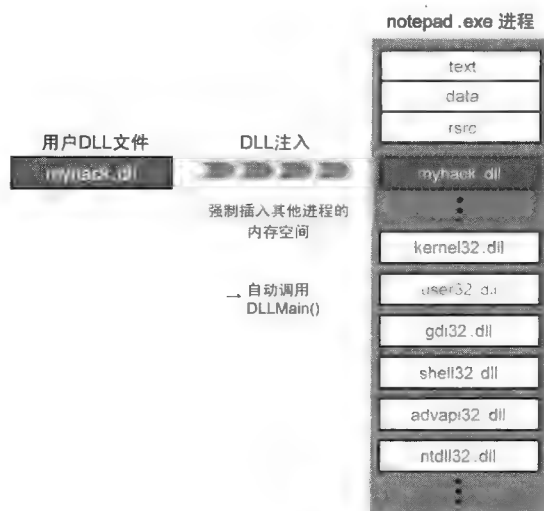 notepad .exe 进程
text
data
rsrc
用户DLL文件
DLL注入
myhack.dll
myhack.dll
强制插入其他进程的
内存空间
kernel32.dll
→ 自动调用
DLLMain()
user32.dll
gdi32.dll
shell32 dll
advapi32 dll
ntdll32.dll